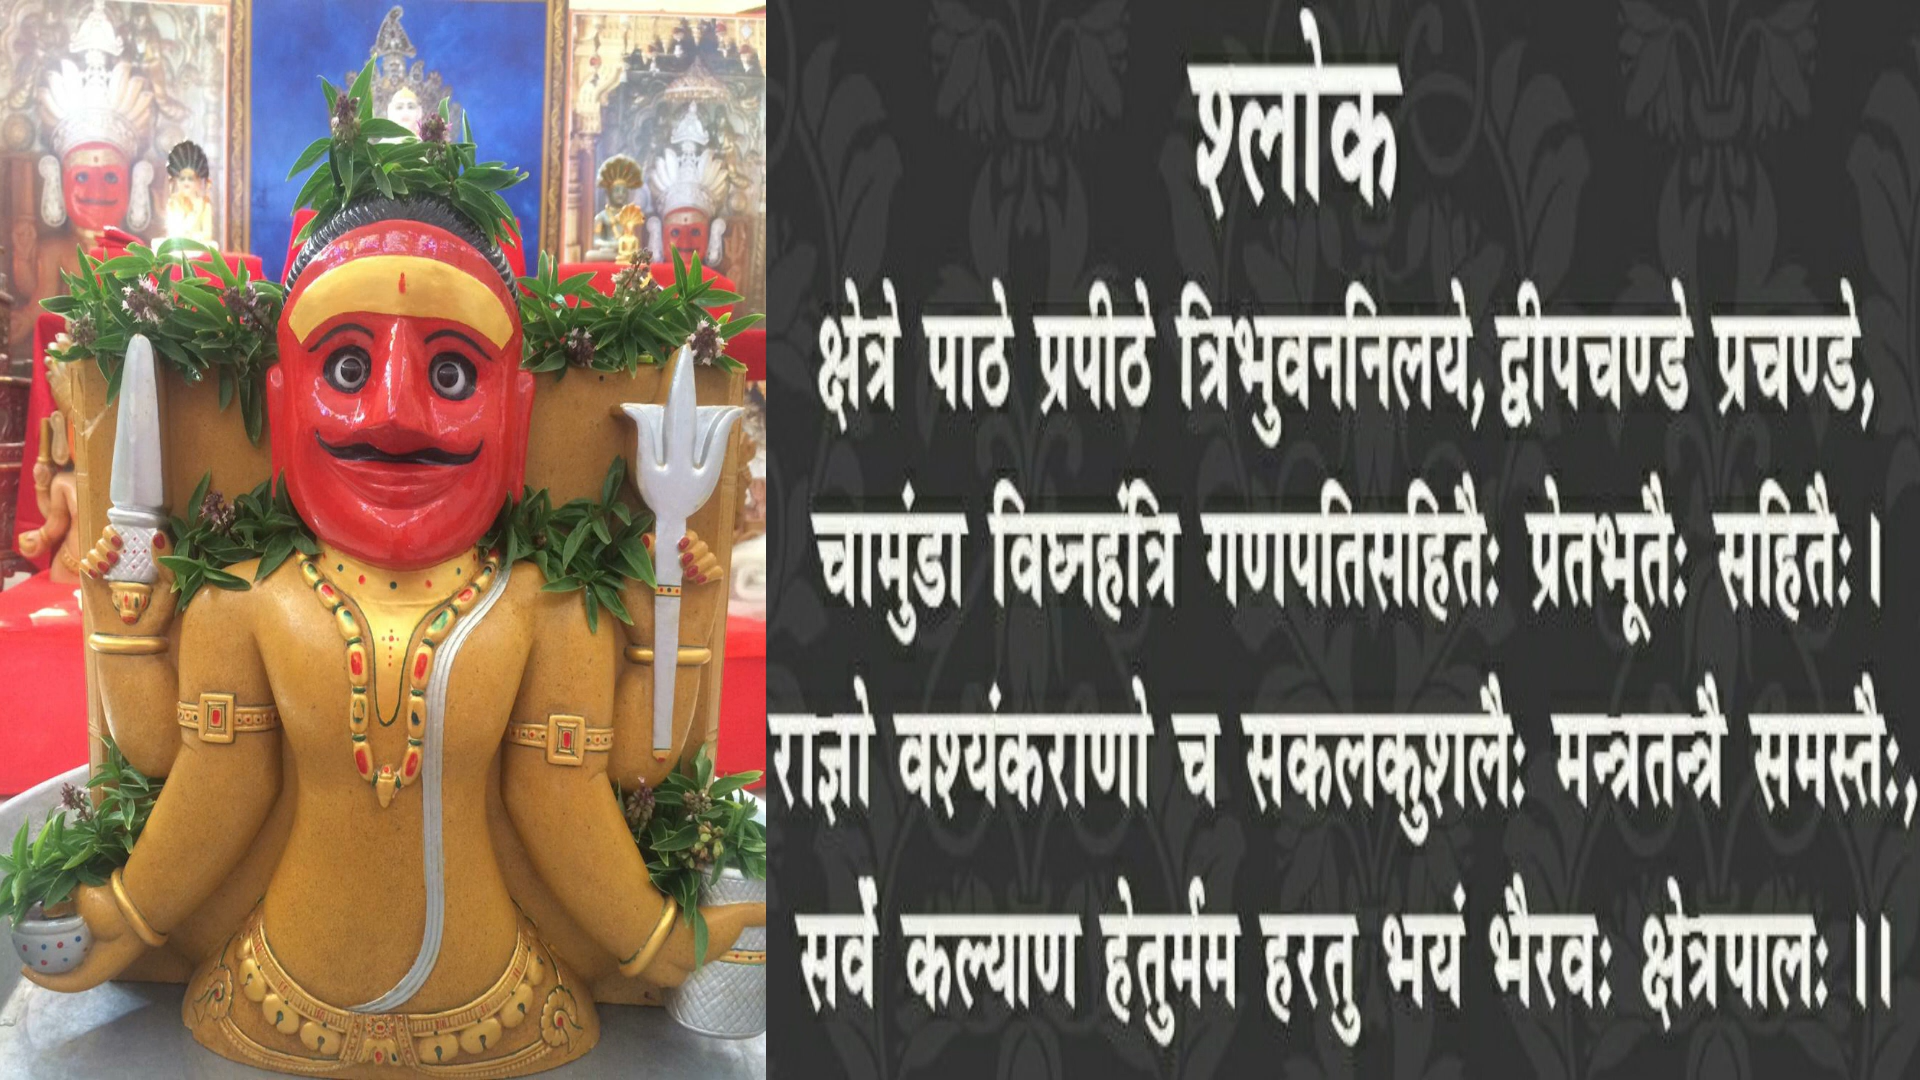 श्लोक
क्षेत्रे पाठे प्रपीठे त्रिभुवननिलये, द्वीपचण्डे प्रचण्डे,
चामुंडा विघ्नहंत्रि गणपतिसहितैः प्रेतभूतैः सहितैः।
राज्ञो वश्यंकराणो च सकलकुशलैः मन्त्रतन्त्रै समस्तैः,
सर्वे कल्याण हेतुर्मम हरतु भयं भैरवः क्षेत्रपालः।।